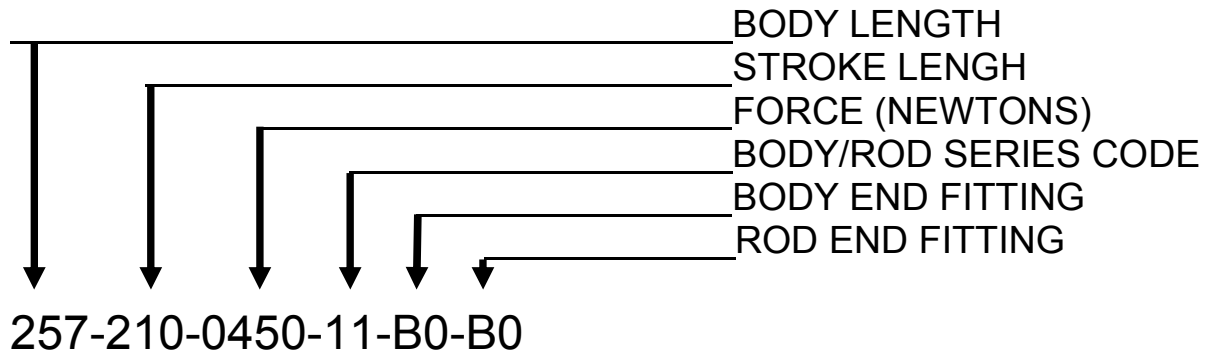 BODY LENGTH
STROKE LENGH
FORCE (NEWTONS)
BODY/ROD SERIES CODE
BODY END FITTING
ROD END FITTING
257-210-0450-11-B0-B0